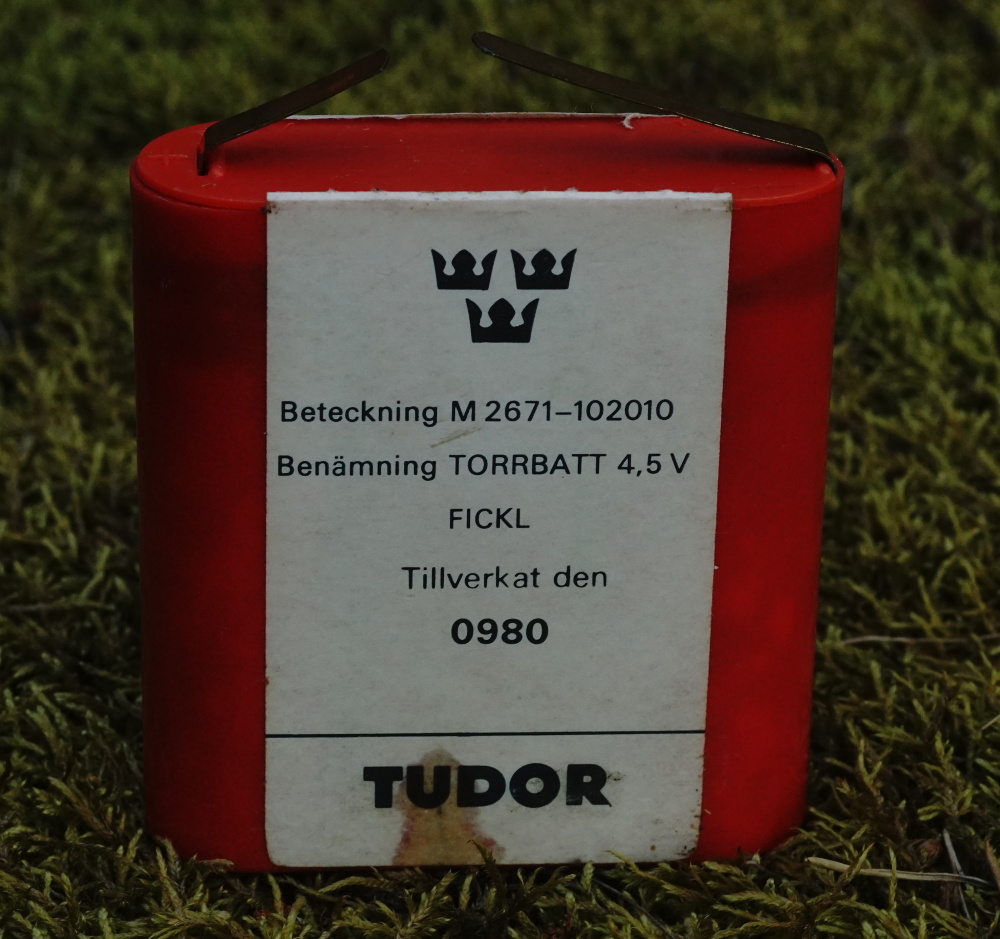 Beteckning M 2671–102010
Benämning TORRBATT 4,5 V
FICKL
Tillverkat den
0980
TUDOR